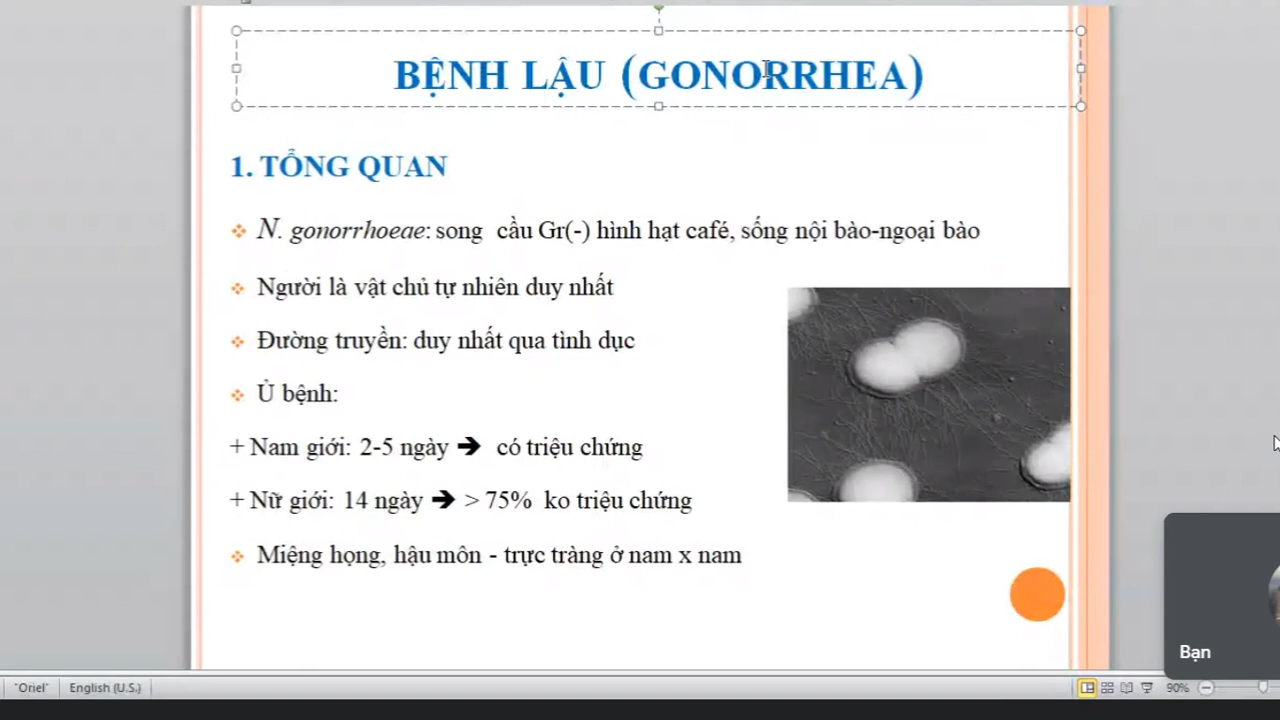 BỆNH LẬU (GONORRHEA)
1. TỔNG QUAN
N. gonorrhoeae: song cầu Gr(-) hình hạt café, sống nội bào-ngoại bào
Người là vật chủ tự nhiên duy nhất
Đường truyền: duy nhất qua tình dục
Ủ bệnh:
+ Nam giới: 2-5 ngày ➔ có triệu chứng
+ Nữ giới: 14 ngày ➔ > 75% ko triệu chứng
Miệng họng, hậu môn - trực tràng ở nam x nam
Bạn
"Oriel" English (U.S.) 90%